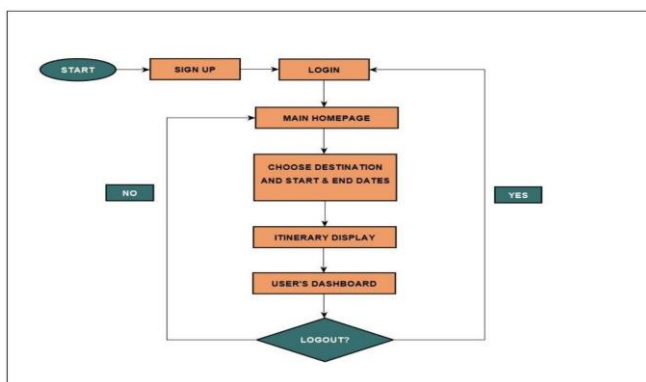 START
SIGN UP
LOGIN
MAIN HOMEPAGE
CHOOSE DESTINATION
AND START & END DATES
NO
YES
ITINERARY DISPLAY
USER'S DASHBOARD
LOGOUT?